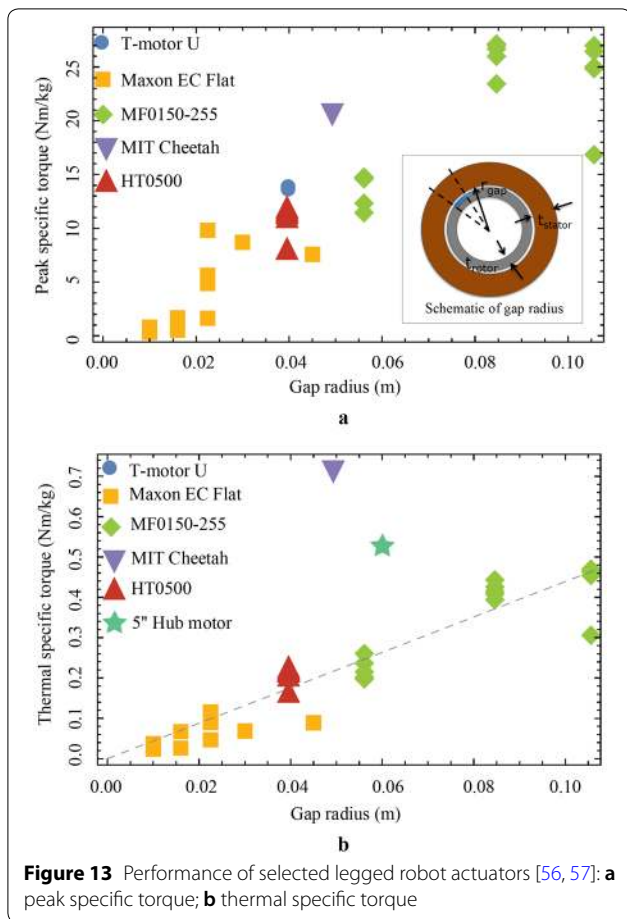 T-motor U
Maxon EC Flat
MF0150-255
MIT Cheetah
HT0500
Peak specific torque (Nm/kg)
25
20
15
10
5
0
r gap
t stator
t rotor
Schematic of gap radius
0.00 0.02 0.04 0.06 0.08 0.10
Gap radius (m)
a
T-motor U
Maxon EC Flat
MF0150-255
MIT Cheetah
HT0500
5" Hub motor
Thermal specific torque (Nm/kg)
0.7
0.6
0.5
0.4
0.3
0.2
0.1
0.0
0.00 0.02 0.04 0.06 0.08 0.10
Gap radius (m)
b
Figure 13 Performance of selected legged robot actuators [56, 57]: a
peak specific torque; b thermal specific torque